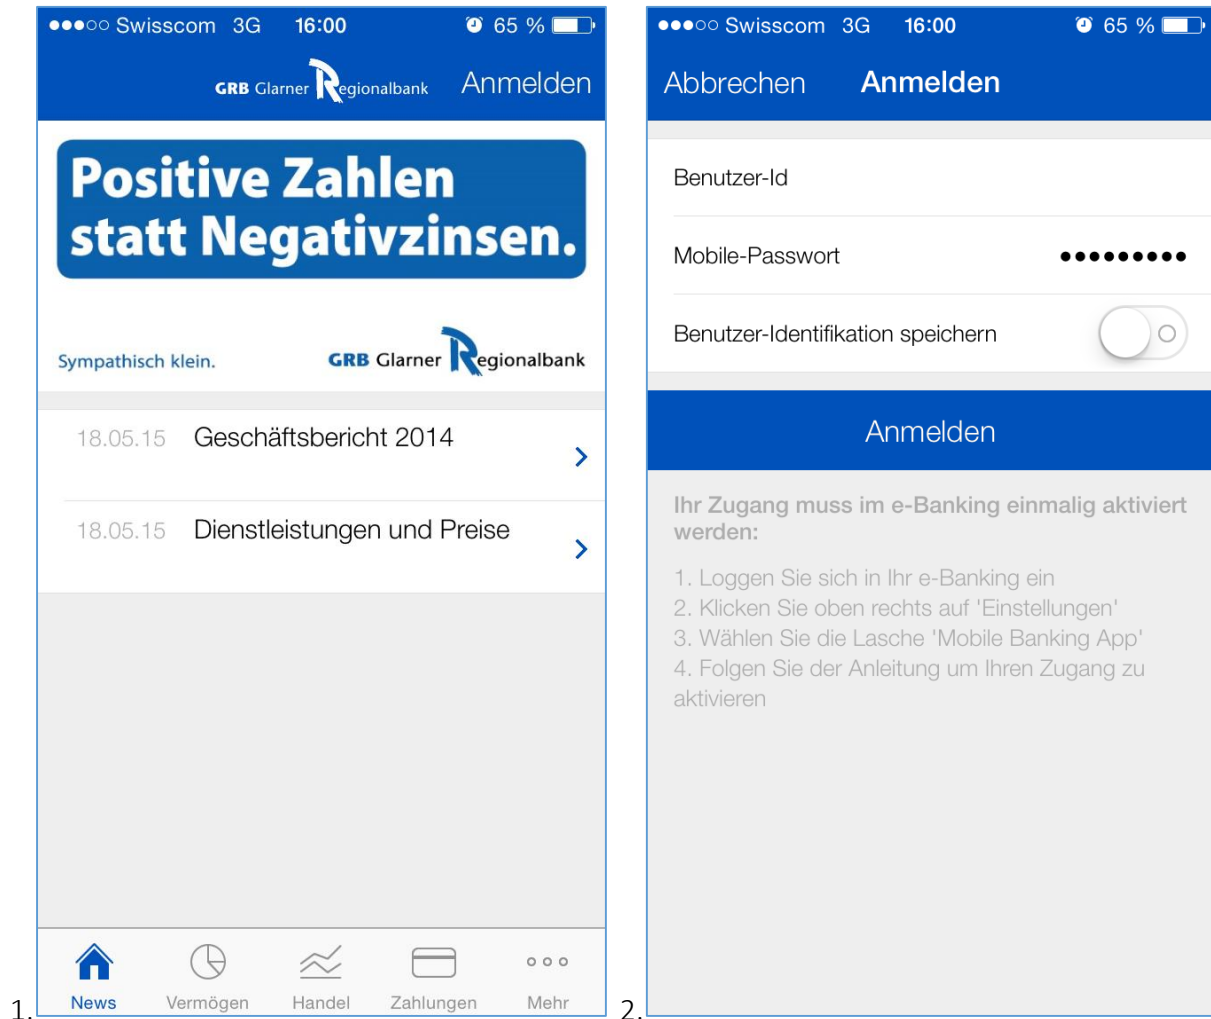 ●●●○○ Swisscom 3G 16:00 65 %
GRB Glarner Regionalbank Anmelden
Positive Zahlen
statt Negativzinsen.
Sympathisch klein. GRB Glarner Regionalbank
18.05.15 Geschäftsbericht 2014
18.05.15 Dienstleistungen und Preise
News Vermögen Handel Zahlungen Mehr
1.
●●●○○ Swisscom 3G 16:00 65 %
Abbrechen Anmelden
Benutzer-Id
Mobile-Passwort ●●●●●●●●●
Benutzer-Identifikation speichern
Anmelden
Ihr Zugang muss im e-Banking einmalig aktiviert
werden:
1. Loggen Sie sich in Ihr e-Banking ein
2. Klicken Sie oben rechts auf 'Einstellungen'
3. Wählen Sie die Lasche 'Mobile Banking App'
4. Folgen Sie der Anleitung um Ihren Zugang zu
aktivieren
2.